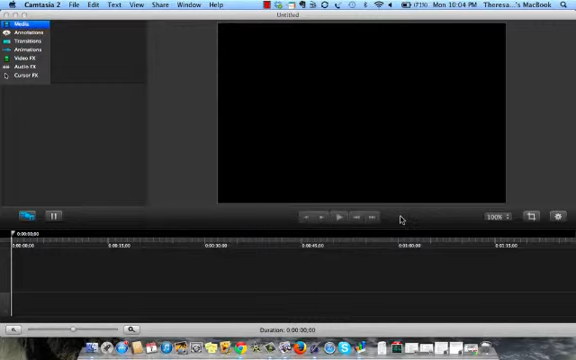 Camtasia 2 File Edit Text View Share Window Help (71%) Mon 10:04 PM Theresa...'s MacBook
Untitled
Media
Annotations
Transitions
Animations
Video FX
Audio FX
Cursor FX
100%
0:00:00;00
0:00:00;00 0:00:15;00 0:00:30;00 0:00:45;00 0:01:00;00 0:01:15;00
Duration: 0:00:00;00